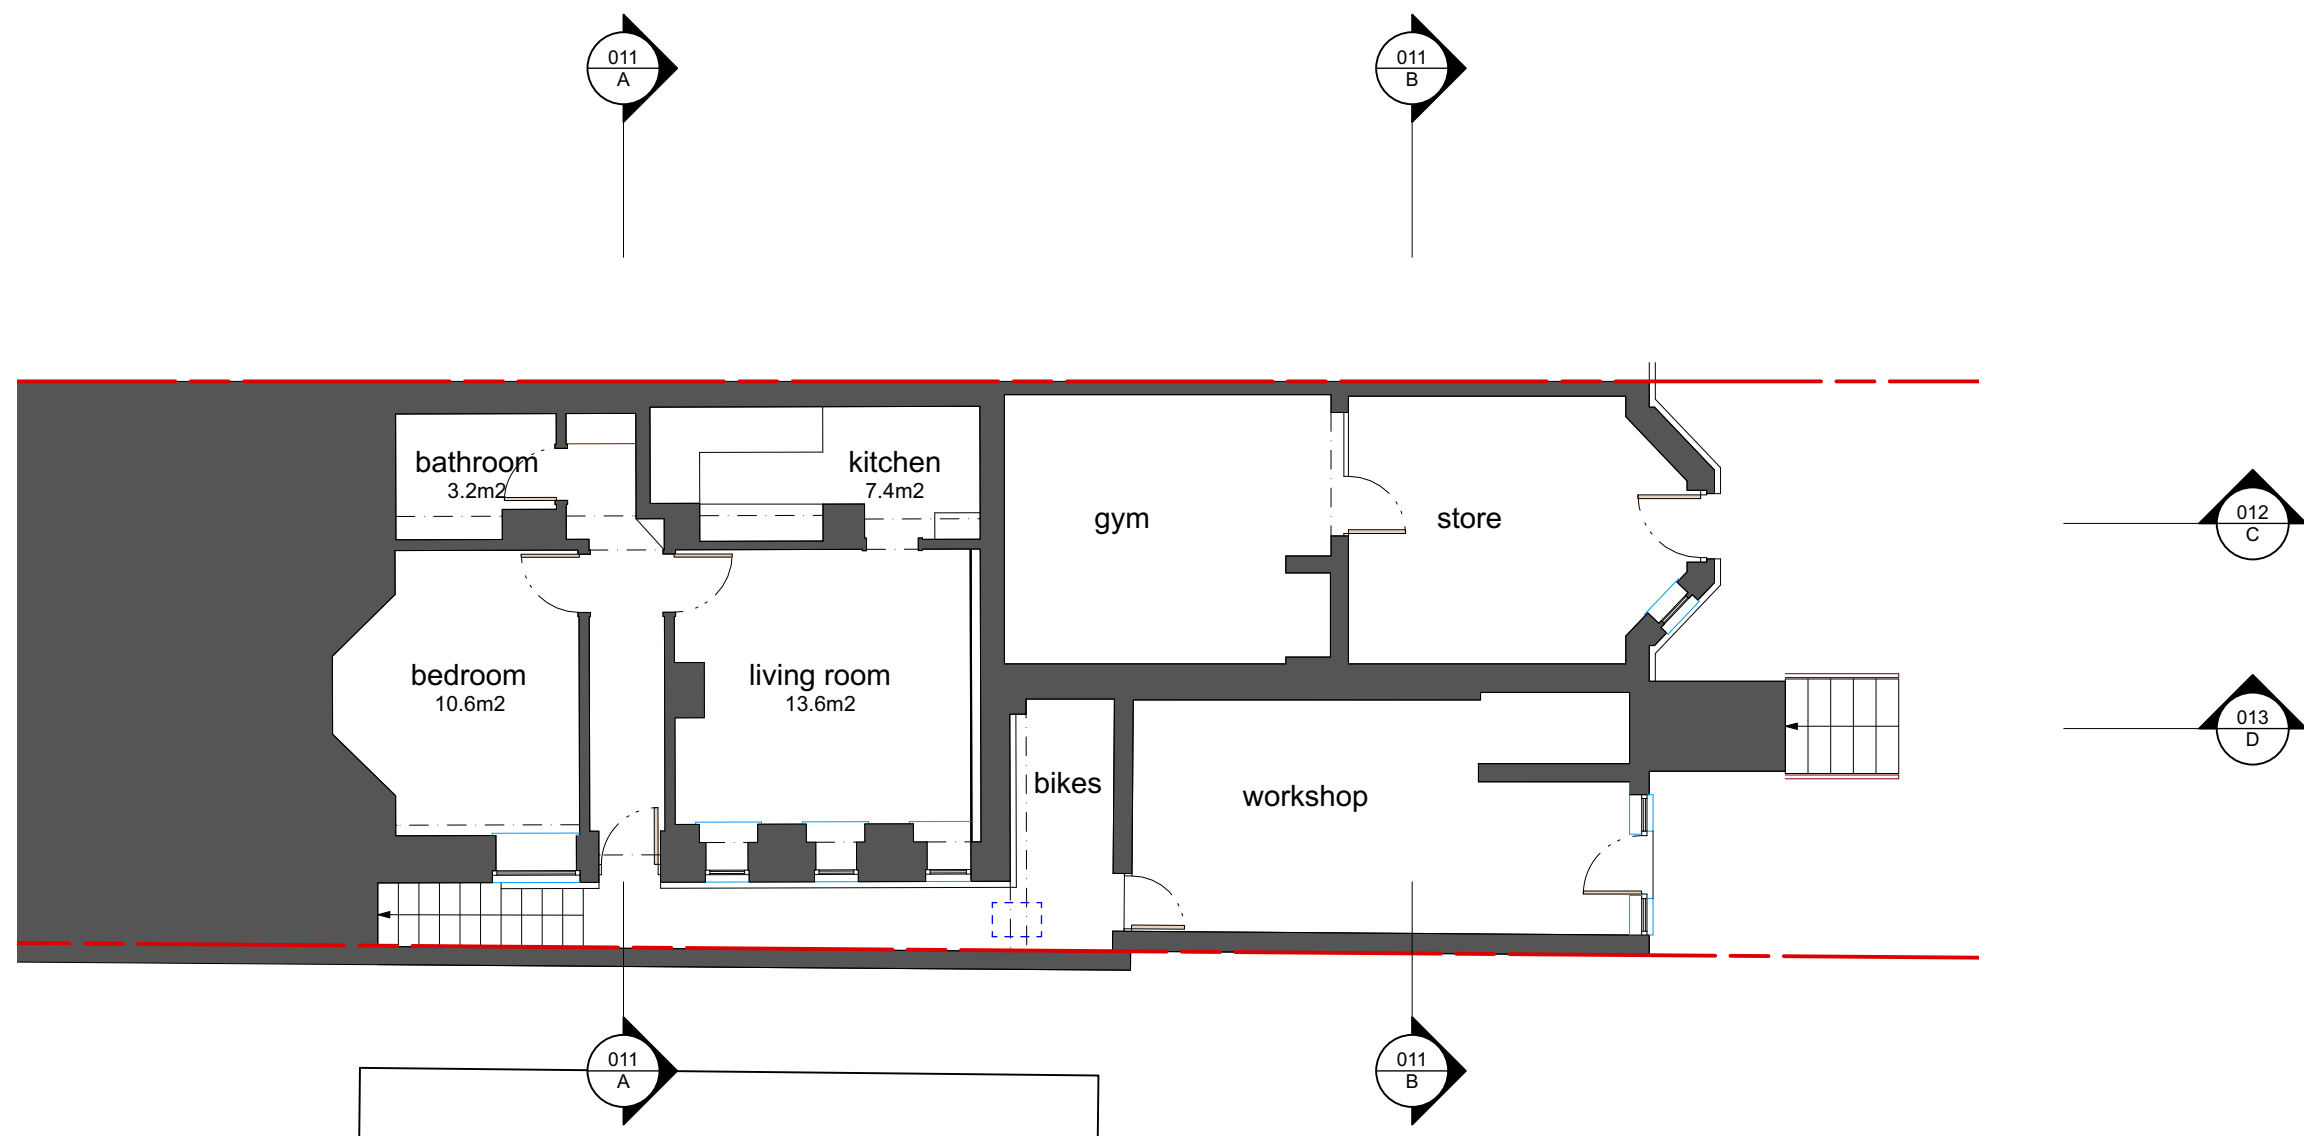 011
A
011
B
bathroom
3.2m2
kitchen
7.4m2
gym
store
012
C
bedroom
10.6m2
living room
13.6m2
013
D
bikes
workshop
011
A
011
B